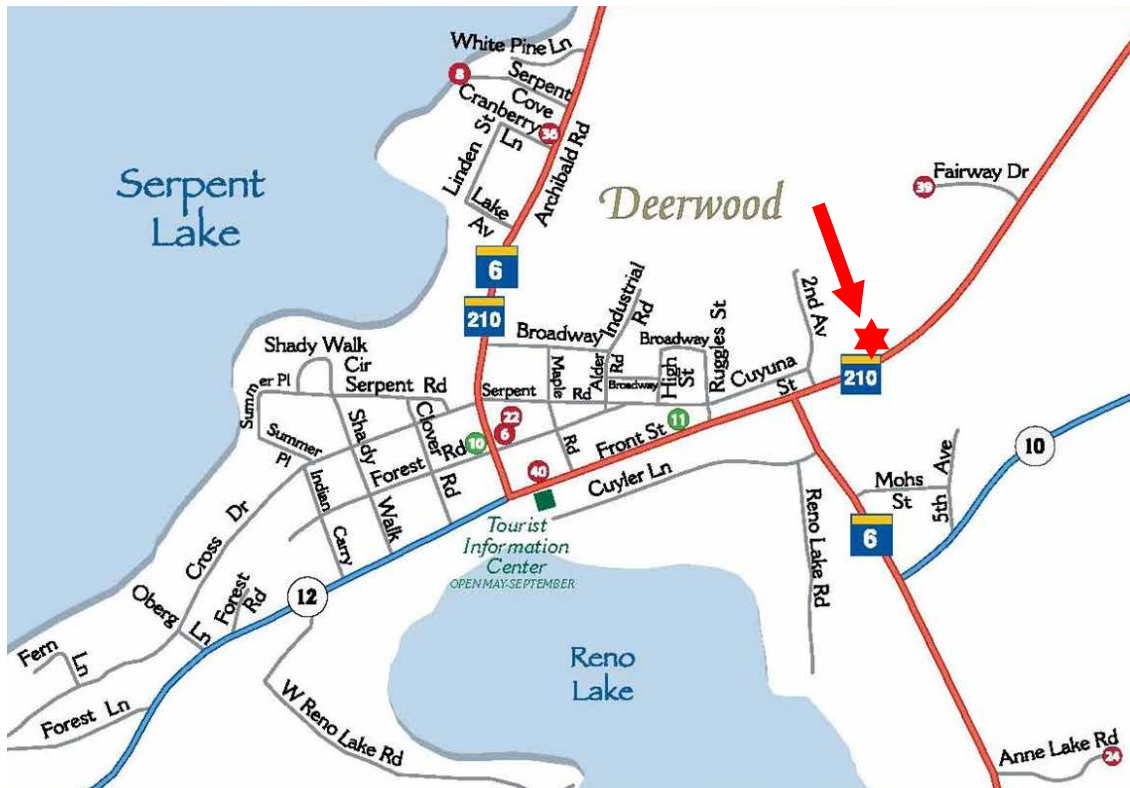 White Pine Ln
8
Serpent
Cove
Cranberry
Ln
36
Linden St
Lake
Av
Archibald Rd
Serpent
Lake
Deerwood
39
Fairway Dr
6
210
Industrial
Rd
Broadway
Broadway
Ruggles St
2nd Av
Shady Walk
Cir
Summer Pl
Serpent Rd
Serpent
Rd
Maple
Rd
Alder
Rd
Broadway
High
St
Cuyuna
St
210
Summer
Pl
Shady
Walk
Clover
Rd
Forest
Rd
10
22
6
11
Front St
40
Cuyler Ln
Indian
Carry
Cross Dr
Tourist
Information
Center
OPEN MAY-SEPTEMBER
Reno Lake Rd
Mohs
St
5th Ave
10
6
Oberg
Ln
Forest
Rd
12
Fern
Ln
Forest Ln
W Reno Lake Rd
Reno
Lake
Anne Lake Rd
24